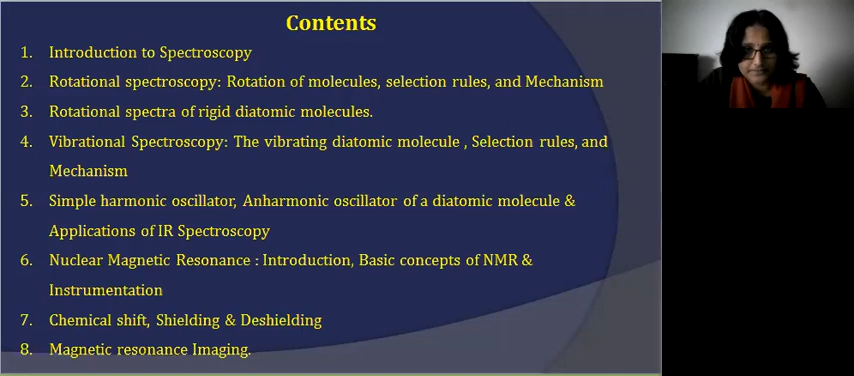 Contents
1. Introduction to Spectroscopy
2. Rotational spectroscopy: Rotation of molecules, selection rules, and Mechanism
3. Rotational spectra of rigid diatomic molecules.
4. Vibrational Spectroscopy: The vibrating diatomic molecule , Selection rules, and
Mechanism
5. Simple harmonic oscillator, Anharmonic oscillator of a diatomic molecule &
Applications of IR Spectroscopy
6. Nuclear Magnetic Resonance : Introduction, Basic concepts of NMR &
Instrumentation
7. Chemical shift, Shielding & Deshielding
8. Magnetic resonance Imaging.